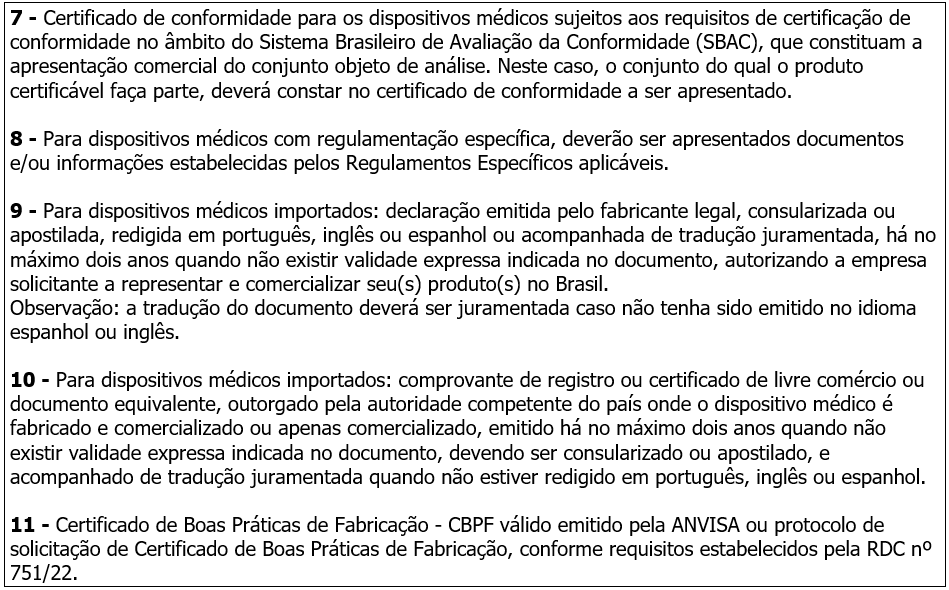 7 - Certificado de conformidade para os dispositivos médicos sujeitos aos requisitos de certificação de
conformidade no âmbito do Sistema Brasileiro de Avaliação da Conformidade (SBAC), que constituam a
apresentação comercial do conjunto objeto de análise. Neste caso, o conjunto do qual o produto
certificável faça parte, deverá constar no certificado de conformidade a ser apresentado.
8 - Para dispositivos médicos com regulamentação específica, deverão ser apresentados documentos
e/ou informações estabelecidas pelos Regulamentos Específicos aplicáveis.
9 - Para dispositivos médicos importados: declaração emitida pelo fabricante legal, consularizada ou
apostilada, redigida em português, inglês ou espanhol ou acompanhada de tradução juramentada, há no
máximo dois anos quando não existir validade expressa indicada no documento, autorizando a empresa
solicitante a representar e comercializar seu(s) produto(s) no Brasil.
Observação: a tradução do documento deverá ser juramentada caso não tenha sido emitido no idioma
espanhol ou inglês.
10 - Para dispositivos médicos importados: comprovante de registro ou certificado de livre comércio ou
documento equivalente, outorgado pela autoridade competente do país onde o dispositivo médico é
fabricado e comercializado ou apenas comercializado, emitido há no máximo dois anos quando não
existir validade expressa indicada no documento, devendo ser consularizado ou apostilado, e
acompanhado de tradução juramentada quando não estiver redigido em português, inglês ou espanhol.
11 - Certificado de Boas Práticas de Fabricação - CBPF válido emitido pela ANVISA ou protocolo de
solicitação de Certificado de Boas Práticas de Fabricação, conforme requisitos estabelecidos pela RDC nº
751/22.